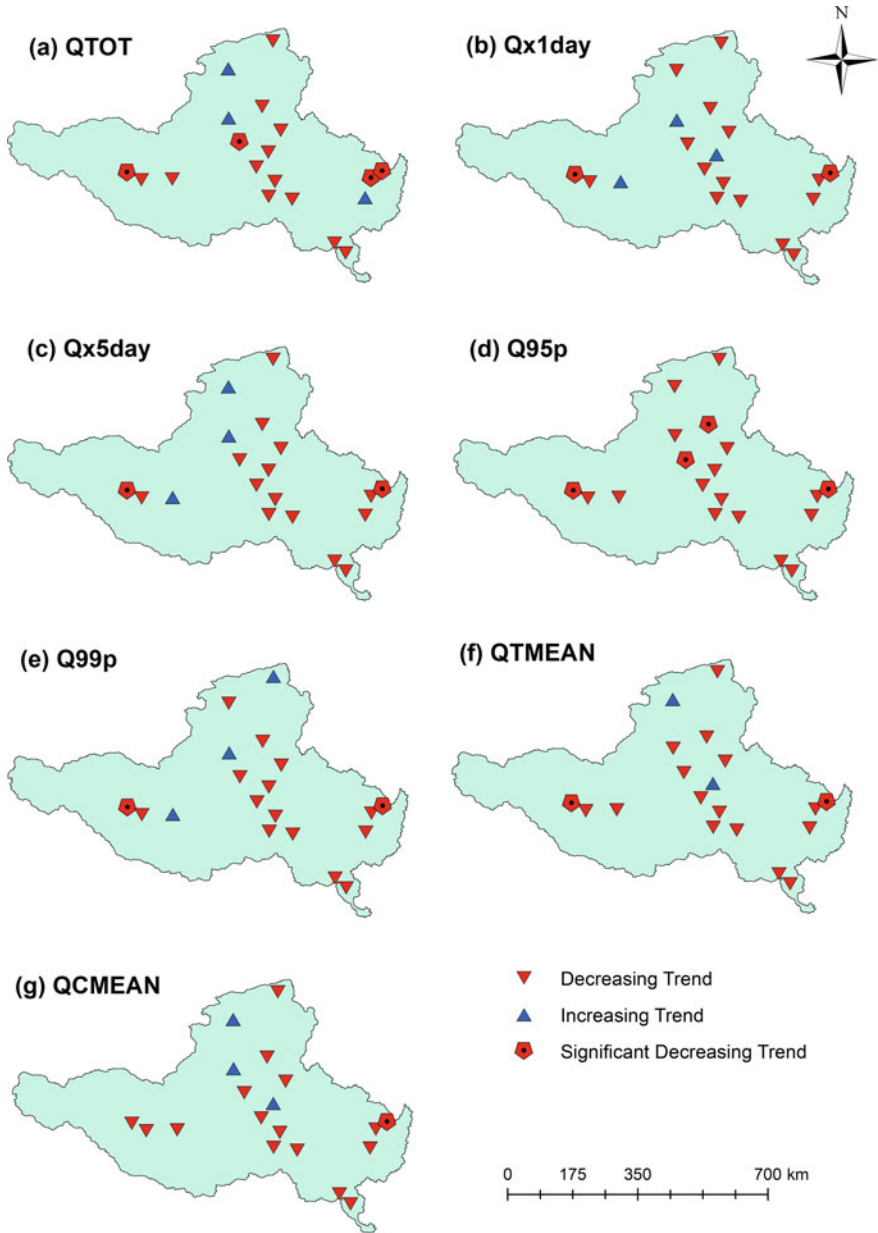 N
(a) QTOT
(b) Qx1day
(c) Qx5day
(d) Q95p
(e) Q99p
(f) QTMEAN
(g) QCMEAN
Decreasing Trend
Increasing Trend
Significant Decreasing Trend
0 175 350 700 km